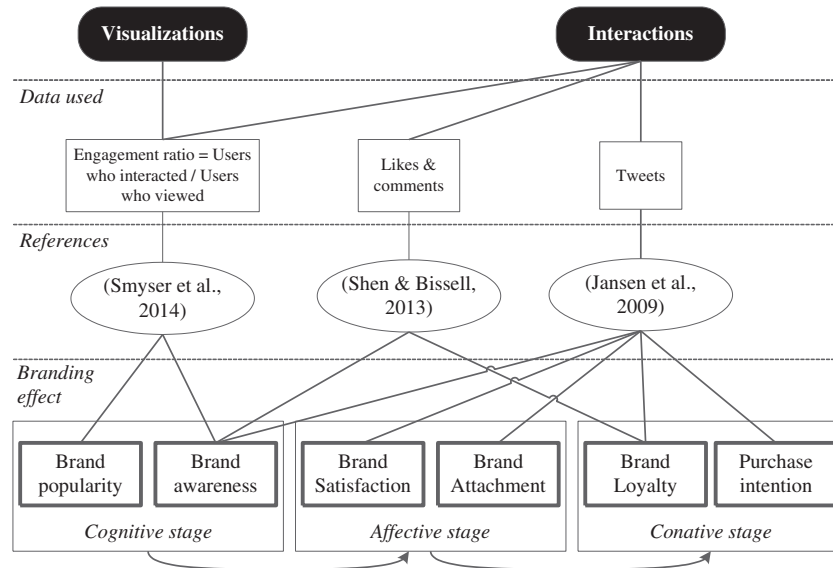 Visualizations
Interactions
Data used
Engagement ratio = Users
who interacted / Users
who viewed
Likes &
comments
Tweets
References
(Smyser et al.,
2014)
(Shen & Bissell,
2013)
(Jansen et al.,
2009)
Branding
effect
Brand
popularity
Brand
awareness
Brand
Satisfaction
Brand
Attachment
Brand
Loyalty
Purchase
intention
Cognitive stage
Affective stage
Conative stage